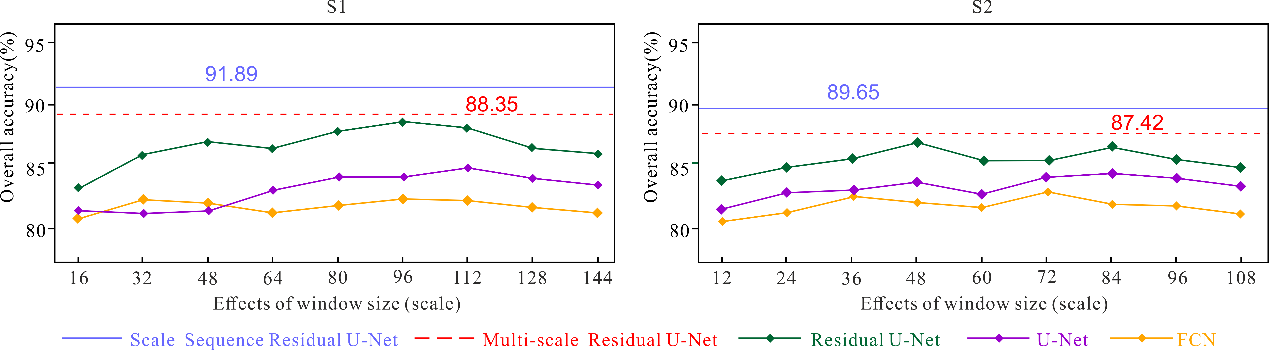 S1
S2
Overall accuracy(%)
95
90
85
80
91.89
88.35
16 32 48 64 80 96 112 128 144
Effects of window size (scale)
Overall accuracy(%)
95
90
85
80
89.65
87.42
12 24 36 48 60 72 84 96 108
Effects of window size (scale)
Scale Sequence Residual U-Net Multi-scale Residual U-Net Residual U-Net U-Net FCN